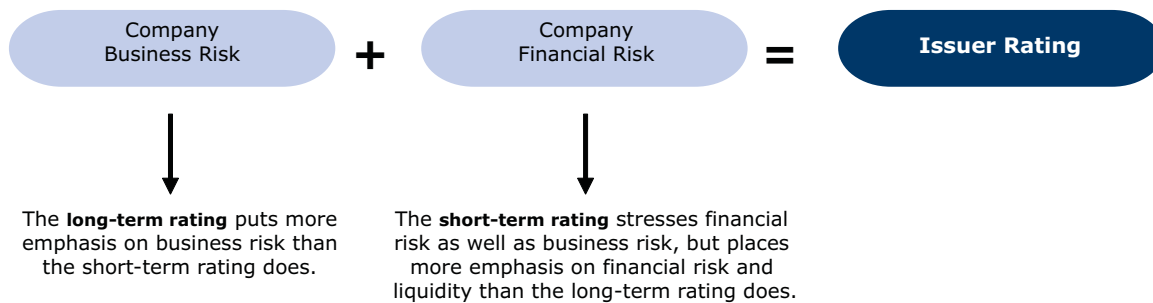 Company
Business Risk
+
Company
Financial Risk
=
Issuer Rating
The long-term rating puts more
emphasis on business risk than
the short-term rating does.
The short-term rating stresses financial
risk as well as business risk, but places
more emphasis on financial risk and
liquidity than the long-term rating does.